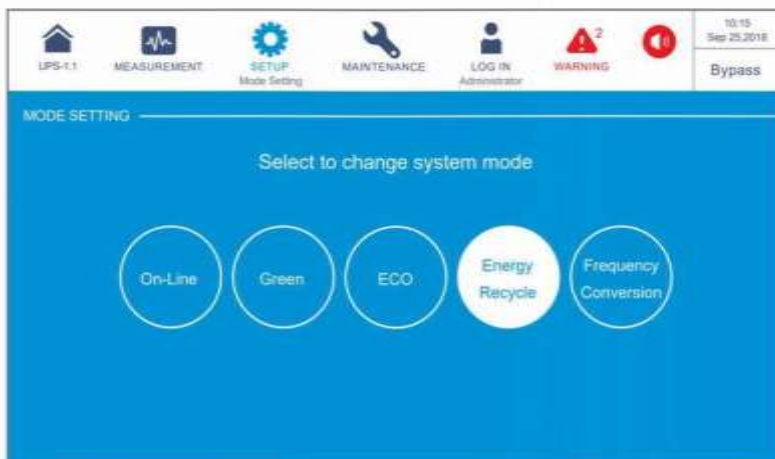 10:15
2
Sep 25,2018
UPS-1.1
MEASUREMENT
SETUP
MAINTENANCE
LOG IN
WARNING
Mode Setting
Administrator
Bypass
MODE SETTING
Select to change system mode
On-Line
Green
ECO
Energy
Recycle
Frequency
Conversion